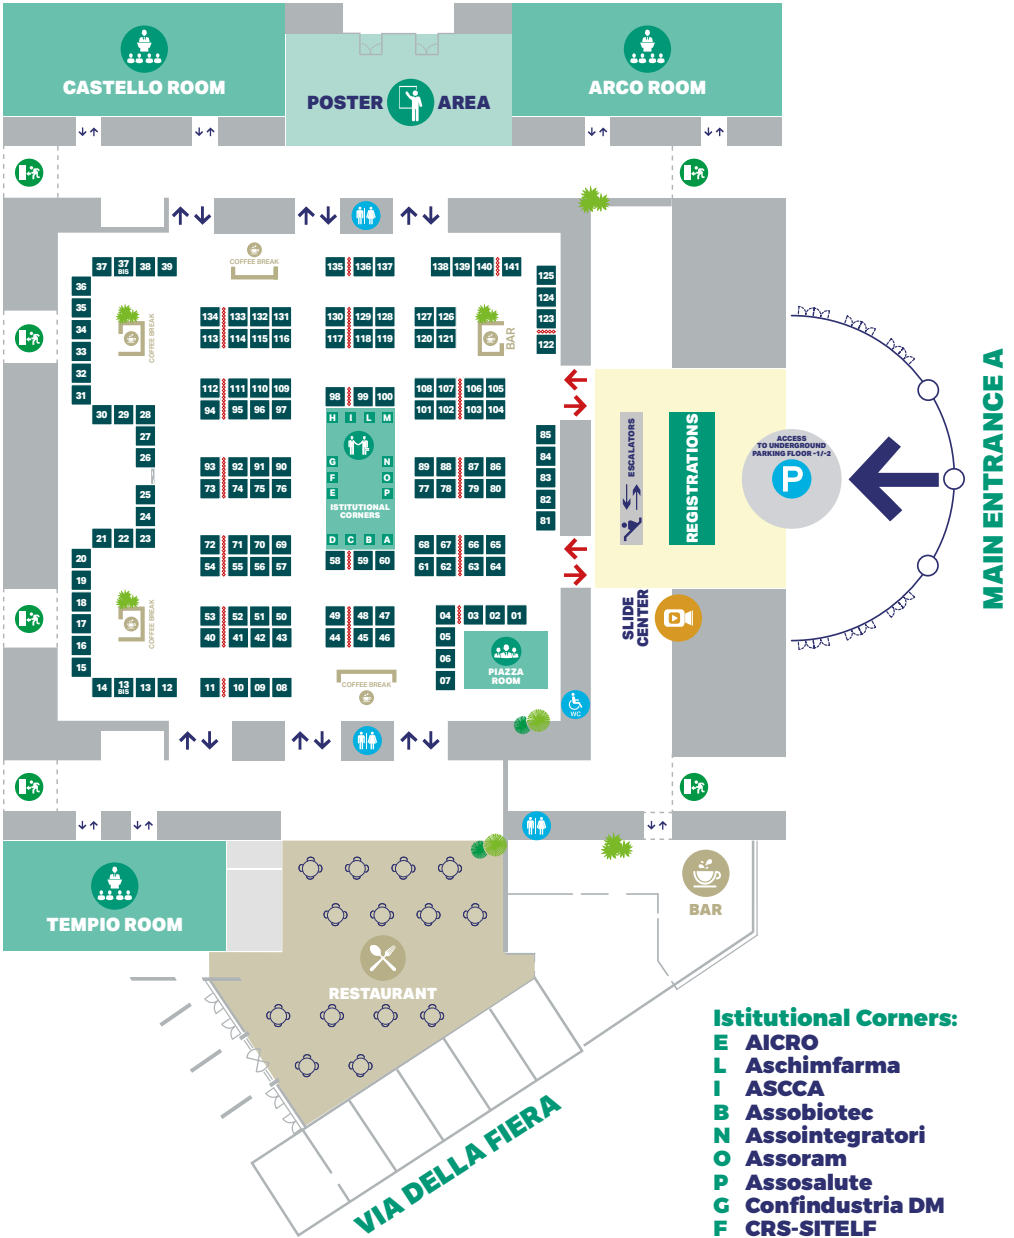 CASTELLO ROOM
POSTER AREA
ARCO ROOM
COFFEE BREAK
37 37 BIS 38 39
135 136 137
138 139 140 141
36
35
34
33
32
31
COFFEE BREAK
134 133 132 131
113 114 115 116
130 129 128
117 118 119
127 126
120 121
BAR
125
124
123
122
112 111 110 109
94 95 96 97
98 99 100
108 107 106 105
101 102 103 104
30 29 28
27
26
25
24
21 22 23
H I L M
G N
F O
E P
ISTITUTIONAL
CORNERS
D C B A
93 92 91 90
73 74 75 76
89 88 87 86
77 78 79 80
85
84
83
82
81
ESCALATORS
REGISTRATIONS
ACCESS
TO UNDERGROUND
PARKING FLOOR -1/-2
P
MAIN ENTRANCE A
72 71 70 69
54 55 56 57
58 59 60
68 67 66 65
61 62 63 64
20
19
18
17
16
15
COFFEE BREAK
53 52 51 50
40 41 42 43
49 48 47
44 45 46
04 03 02 01
05
06
07
PIAZZA
ROOM
SLIDE
CENTER
14 13 BIS 13 12
11 10 09 08
COFFEE BREAK
WC
TEMPIO ROOM
BAR
RESTAURANT
VIA DELLA FIERA
Istitutional Corners:
E AICRO
L Aschimfarma
I ASCCA
B Assobiotec
N Assointegratori
O Assoram
P Assosalute
G Confindustria DM
F CRS-SITELF